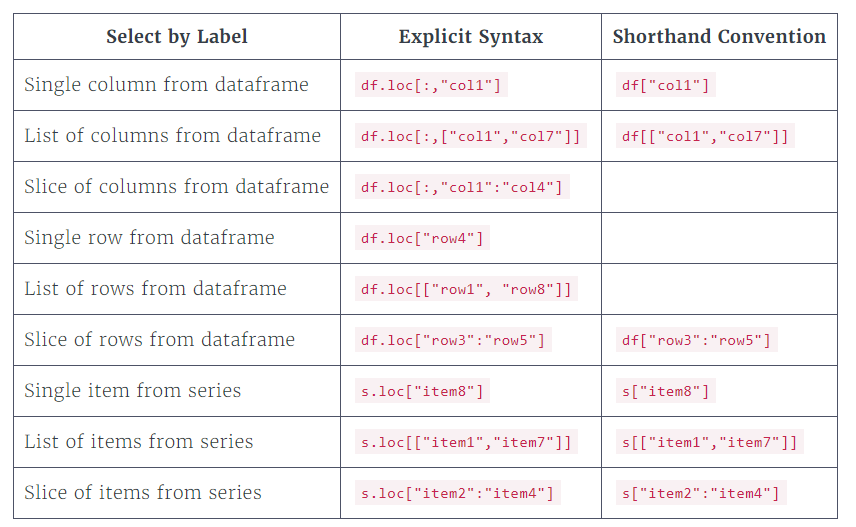 Select by Label Explicit Syntax Shorthand Convention
Single column from dataframe df.loc[:,"col1"] df["col1"]
List of columns from dataframe df.loc[:,["col1","col7"]] df[["col1","col7"]]
Slice of columns from dataframe df.loc[:,"col1":"col4"]
Single row from dataframe df.loc["row4"]
List of rows from dataframe df.loc[["row1", "row8"]]
Slice of rows from dataframe df.loc["row3":"row5"] df["row3":"row5"]
Single item from series s.loc["item8"] s["item8"]
List of items from series s.loc[["item1","item7"]] s[["item1","item7"]]
Slice of items from series s.loc["item2":"item4"] s["item2":"item4"]